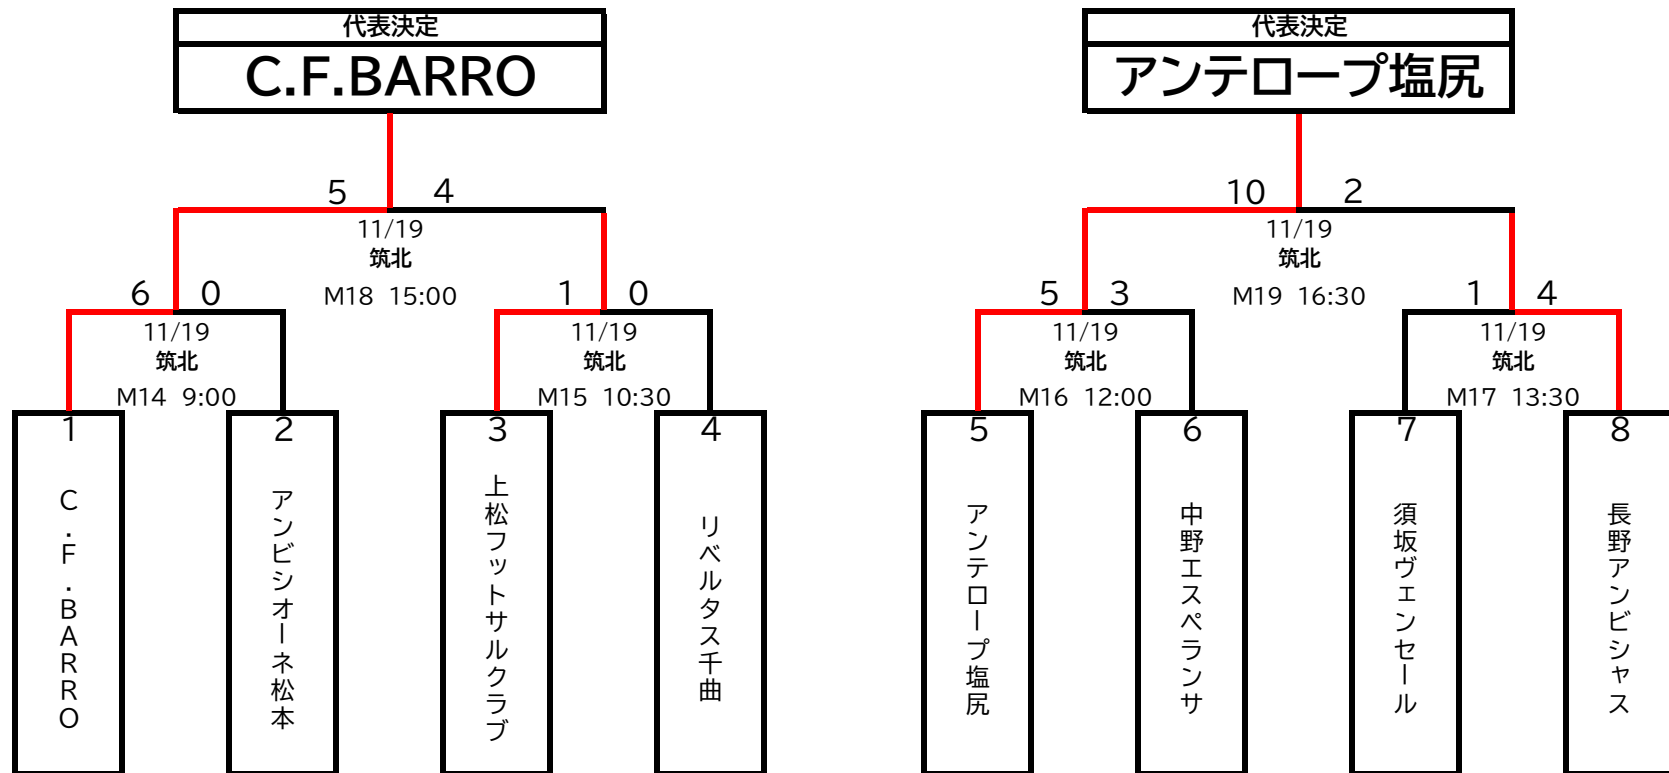 代表決定
C.F.BARRO
5 4
11/19
筑北
M18 15:00
6 0
11/19
筑北
M14 9:00
1 0
11/19
筑北
M15 10:30
1
C.F.BARRO
2
アンビシオーネ松本
3
上松フットサルクラブ
4
リベルタス千曲
代表決定
アンテロープ塩尻
10 2
11/19
筑北
M19 16:30
5 3
11/19
筑北
M16 12:00
1 4
11/19
筑北
M17 13:30
5
アンテロープ塩尻
6
中野エスペランサ
7
須坂ヴェンセール
8
長野アンビシャス